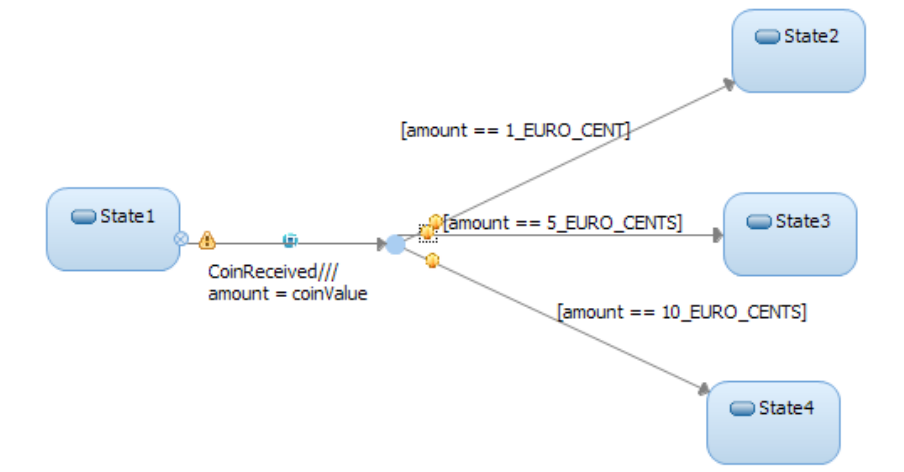 State2
[amount == 1_EURO_CENT]
State1
[amount == 5_EURO_CENTS]
State3
CoinReceived///
amount = coinValue
[amount == 10_EURO_CENTS]
State4